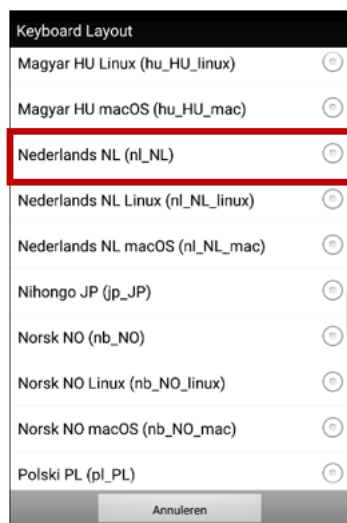 Keyboard Layout
Magyar HU Linux (hu_HU_linux)
Magyar HU macOS (hu_HU_mac)
Nederlands NL (nl_NL)
Nederlands NL Linux (nl_NL_linux)
Nederlands NL macOS (nl_NL_mac)
Nihongo JP (jp_JP)
Norsk NO (nb_NO)
Norsk NO Linux (nb_NO_linux)
Norsk NO macOS (nb_NO_mac)
Polski PL (pl_PL)
Annuleren